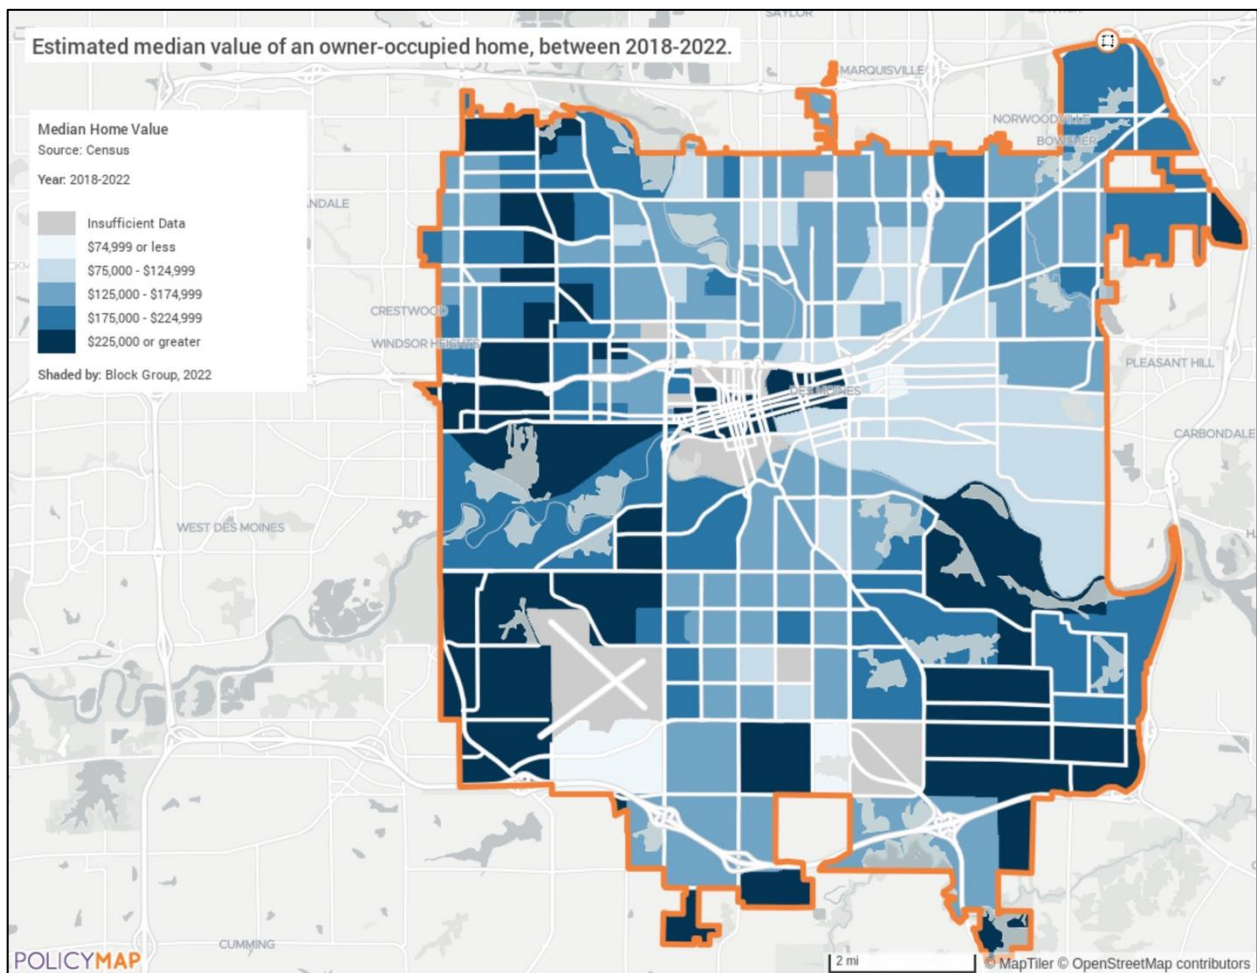 SAYLOR
Estimated median value of an owner-occupied home, between 2018-2022.
MARQUISVILLE
Median Home Value
Source: Census
Year: 2018-2022
Insufficient Data
$74,999 or less
$75,000 - $124,999
$125,000 - $174,999
$175,000 - $224,999
$225,000 or greater
Shaded by: Block Group, 2022
NORWOODVILLE
BOWSHER
ANDALE
CRESTWOOD
WINDSOR HEIGHTS
PLEASANT HILL
DES MOINES
CARBONDALE
WEST DES MOINES
CUMMING
POLICYMAP
2 mi
© MapTiler © OpenStreetMap contributors